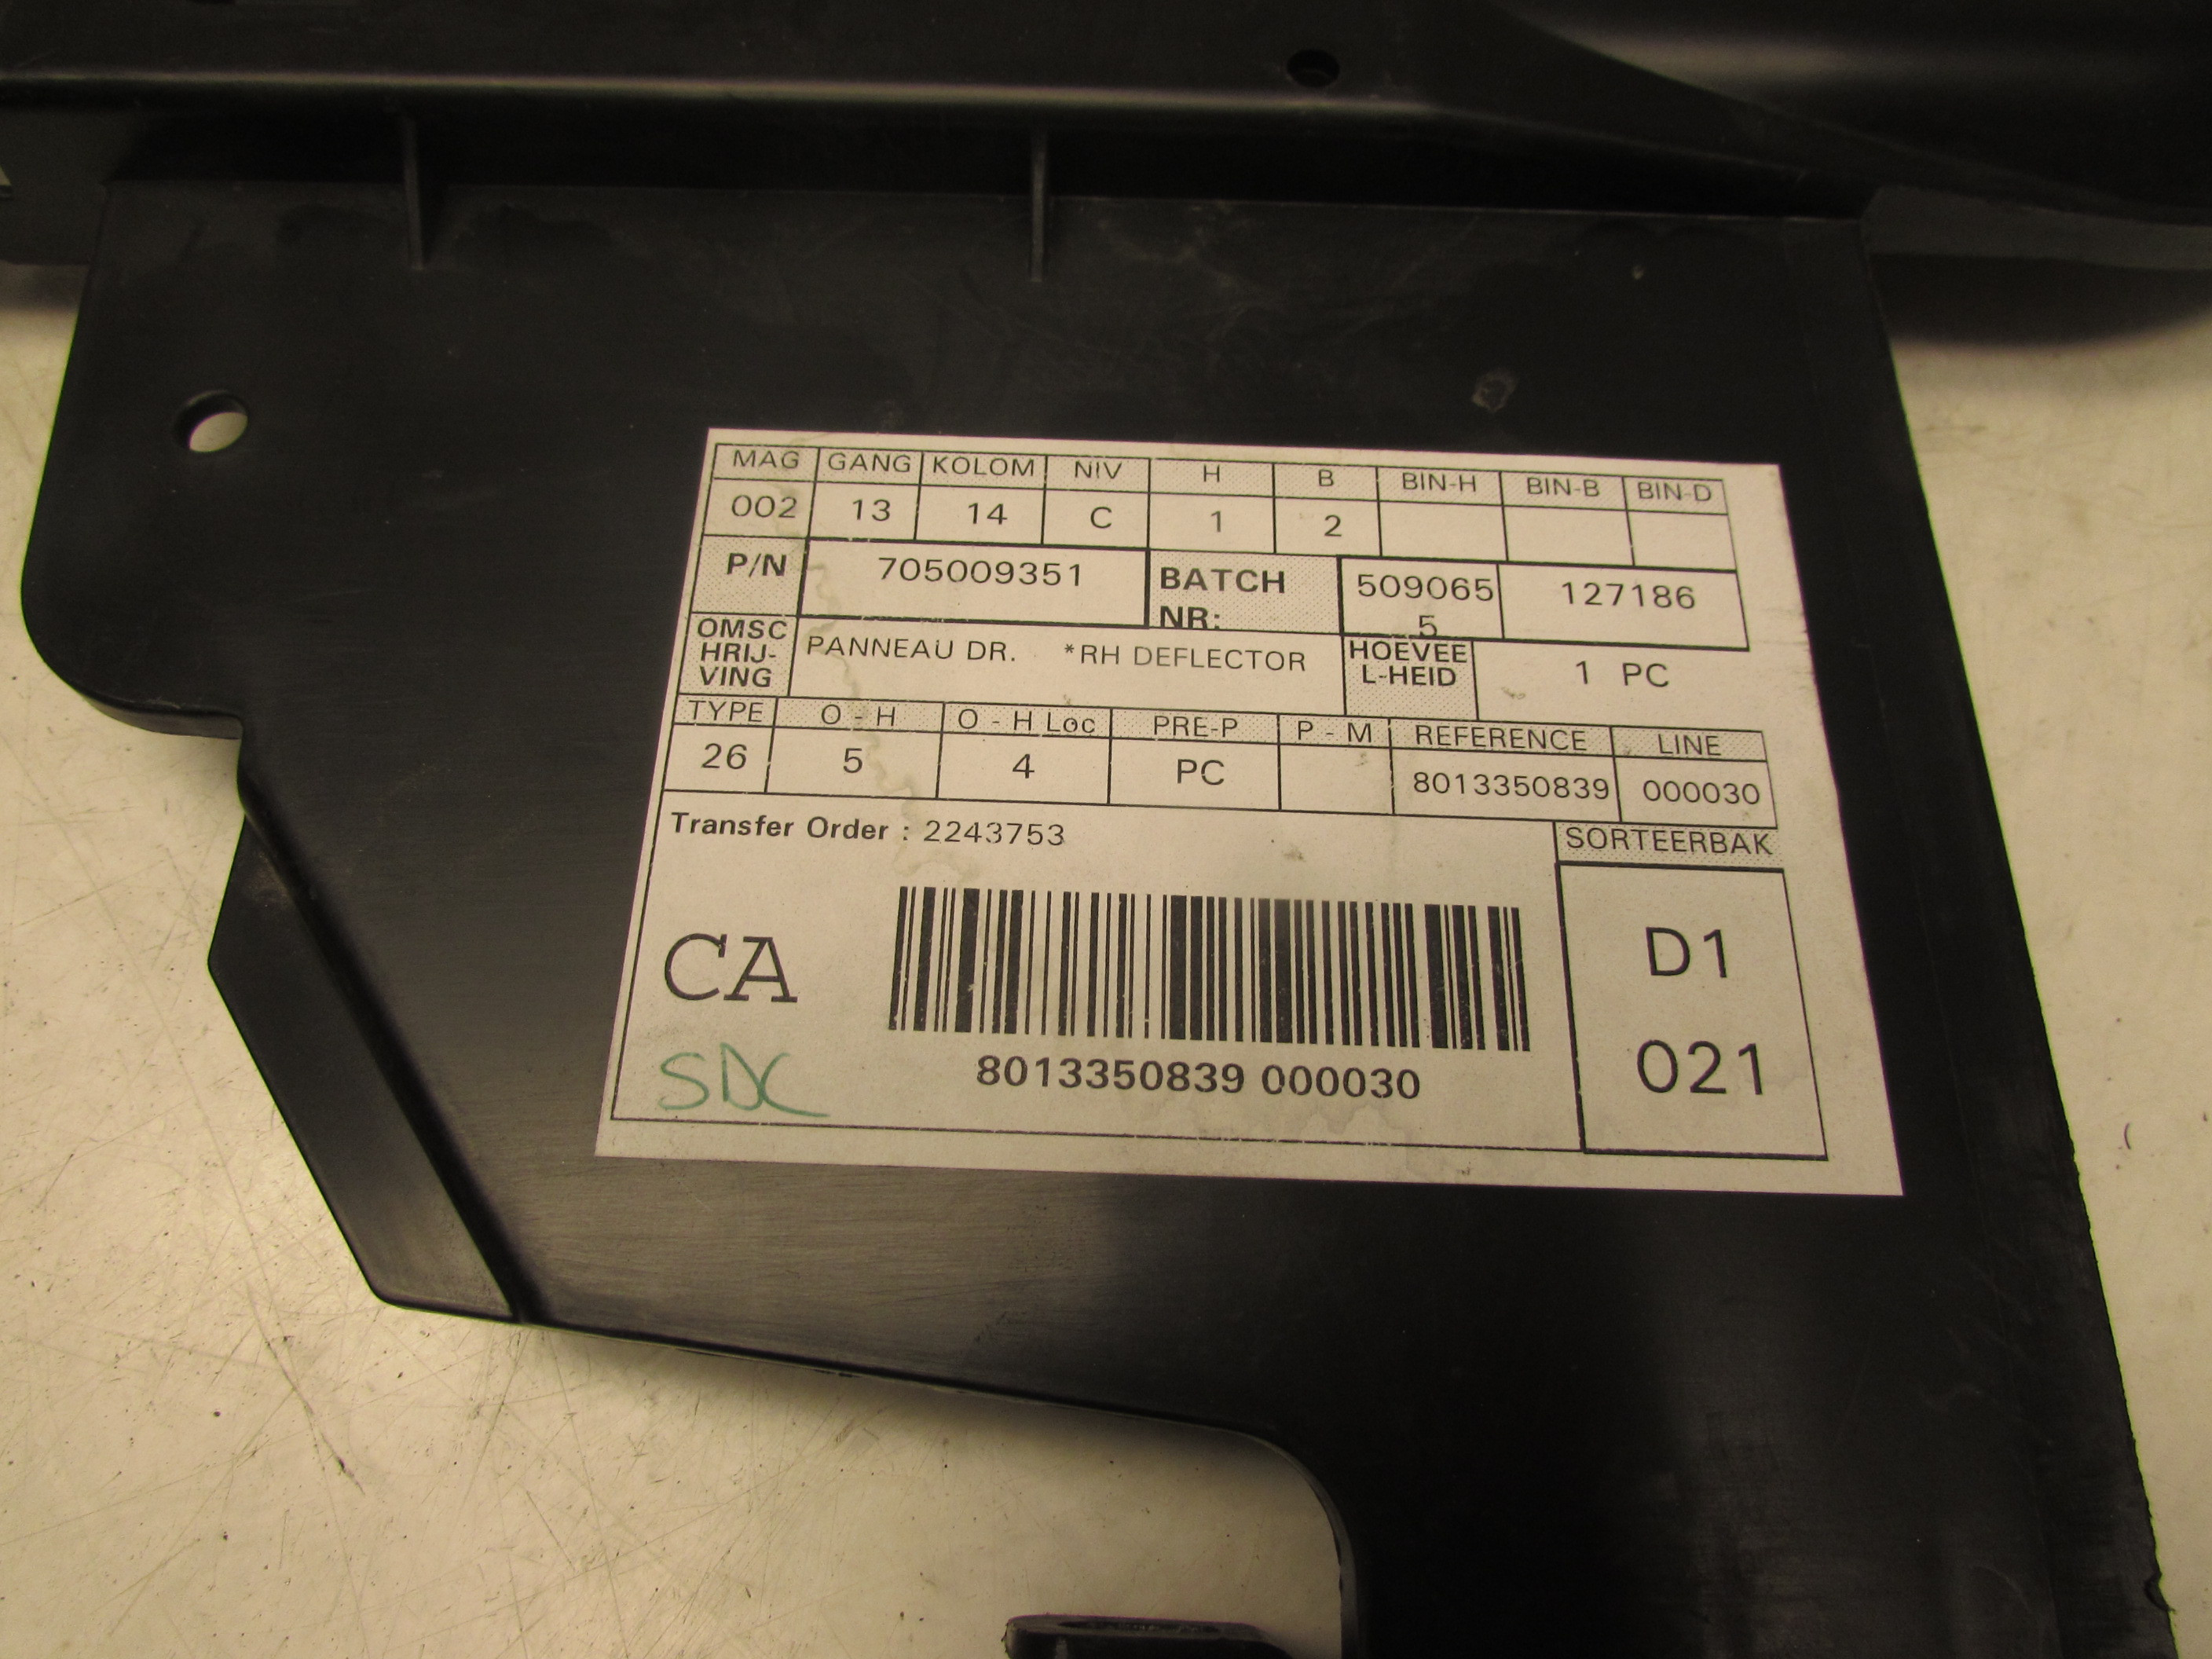 MAG GANG KOLOM NIV H B BIN-H BIN-B BIN-D
002 13 14 C 1 2
P/N 705009351 BATCH NR: 509065 5 127186
OMSC
HRIJ-
VING
PANNEAU DR. *RH DEFLECTOR
HOEVEE
L-HEID
1 PC
TYPE O - H O - H Loc PRE-P P - M REFERENCE LINE
26 5 4 PC 8013350839 000030
Transfer Order : 2243753
SORTEERBAK
CA
D1
021
SDC
8013350839 000030